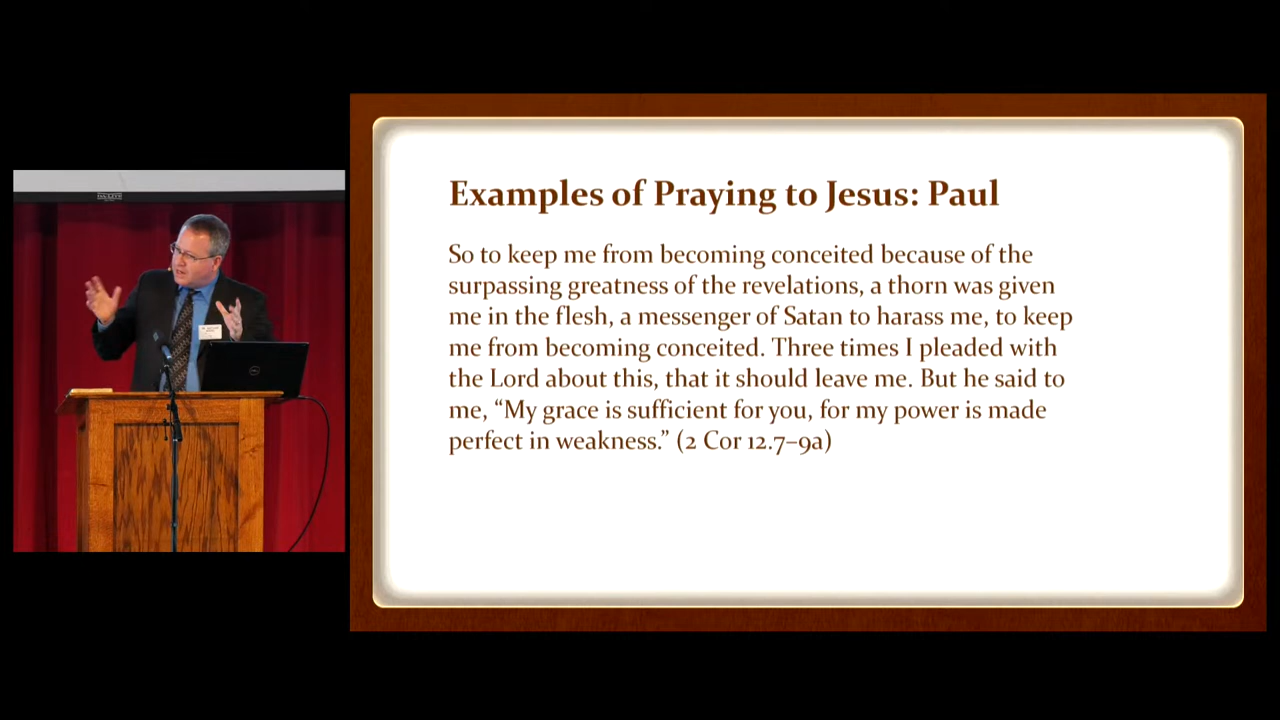 Examples of Praying to Jesus: Paul
So to keep me from becoming conceited because of the
surpassing greatness of the revelations, a thorn was given
me in the flesh, a messenger of Satan to harass me, to keep
me from becoming conceited. Three times I pleaded with
the Lord about this, that it should leave me. But he said to
me, “My grace is sufficient for you, for my power is made
perfect in weakness.” (2 Cor 12.7–9a)